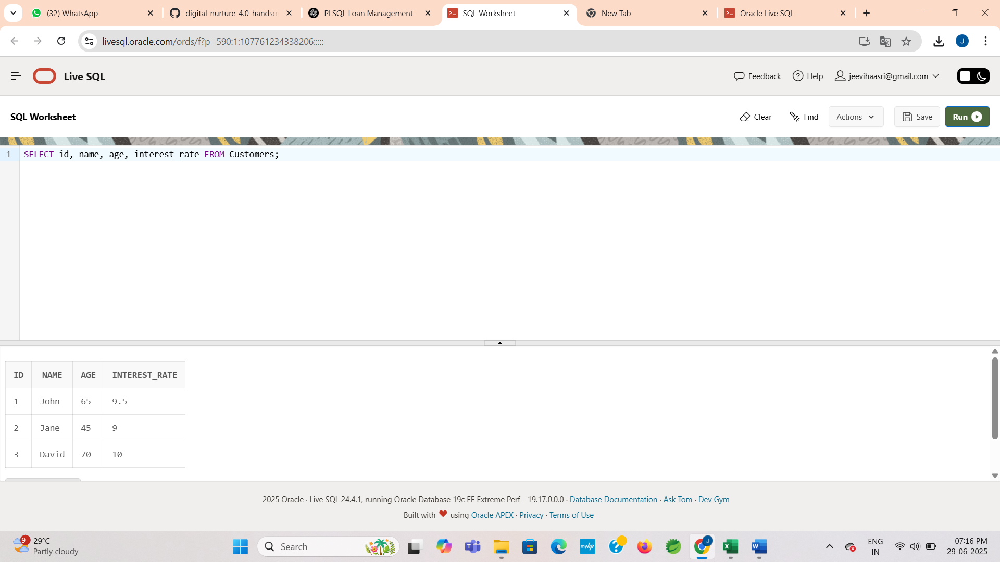 (32) WhatsApp
digital-nurture-4.0-handso
PLSQL Loan Management
SQL Worksheet
New Tab
Oracle Live SQL
livesql.oracle.com/ords/f?p=590:1:107761234338206:::::
J
Live SQL
Feedback
Help
jeevihaasri@gmail.com
SQL Worksheet
Clear
Find
Actions
Save
Run
1 SELECT id, name, age, interest_rate FROM Customers;
ID NAME AGE INTEREST_RATE
1 John 65 9.5
2 Jane 45 9
3 David 70 10
2025 Oracle · Live SQL 24.4.1, running Oracle Database 19c EE Extreme Perf - 19.17.0.0.0 · Database Documentation · Ask Tom · Dev Gym
Built with ❤ using Oracle APEX · Privacy · Terms of Use
9+
29°C
Partly cloudy
Search
myhp
J
ENG
IN
07:16 PM
29-06-2025